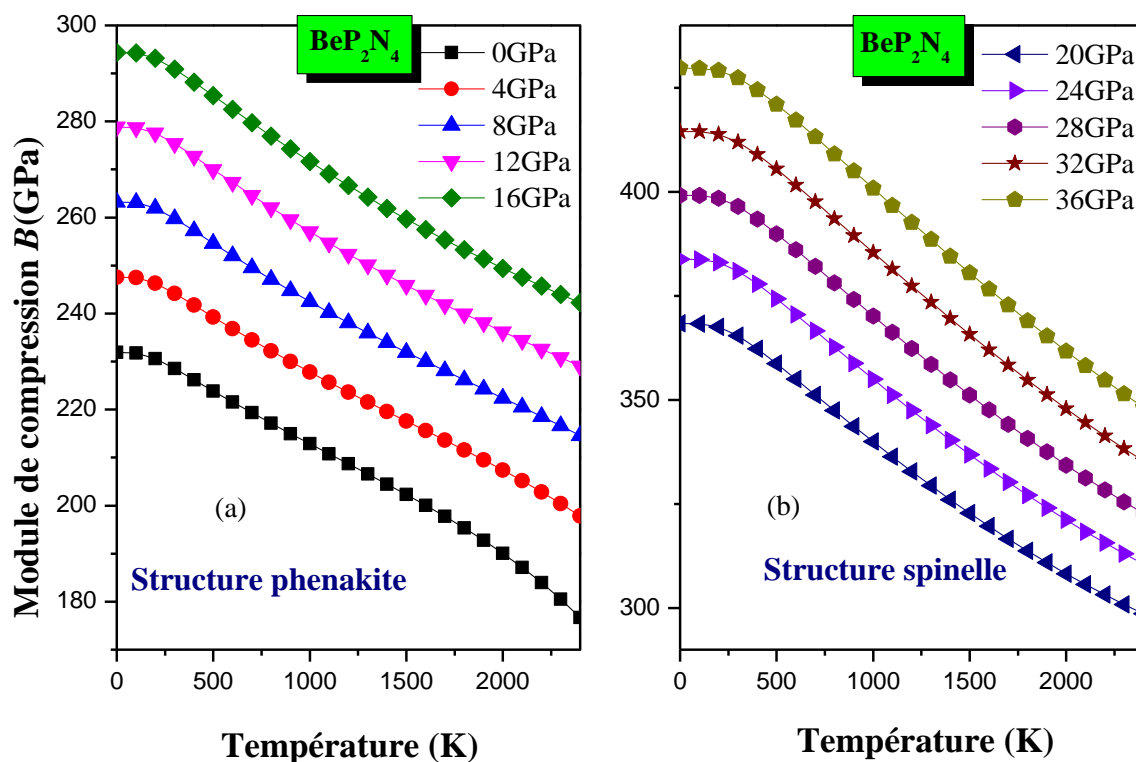 Module de compression B(GPa)
300
280
260
240
220
200
180
BeP₂N₄
0GPa
4GPa
8GPa
12GPa
16GPa
(a)
Structure phenakite
0 500 1000 1500 2000
Température (K)
400
350
300
BeP₂N₄
20GPa
24GPa
28GPa
32GPa
36GPa
(b)
Structure spinelle
0 500 1000 1500 2000
Température (K)